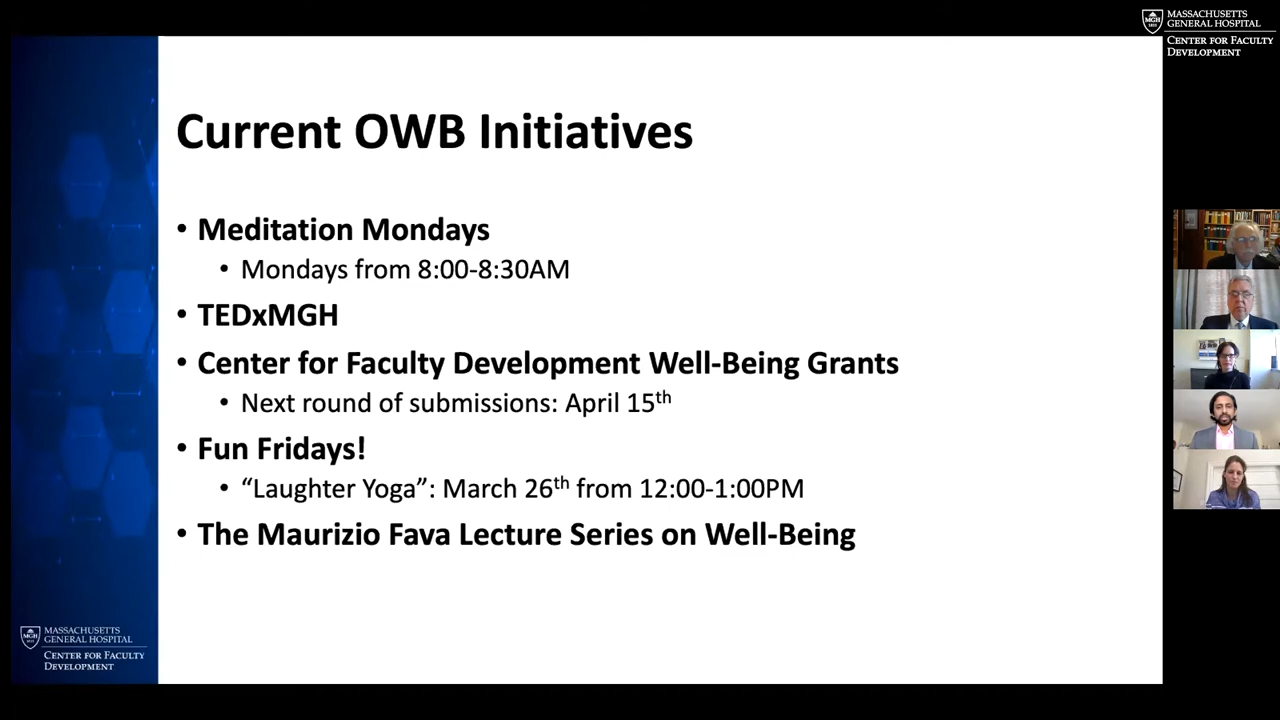 MASSACHUSETTS
GENERAL HOSPITAL
CENTER FOR FACULTY
DEVELOPMENT
Current OWB Initiatives
• Meditation Mondays
• Mondays from 8:00-8:30AM
• TEDxMGH
• Center for Faculty Development Well-Being Grants
• Next round of submissions: April 15th
• Fun Fridays!
• “Laughter Yoga”: March 26th from 12:00-1:00PM
• The Maurizio Fava Lecture Series on Well-Being
MGH
MASSACHUSETTS
GENERAL HOSPITAL
CENTER FOR FACULTY
DEVELOPMENT